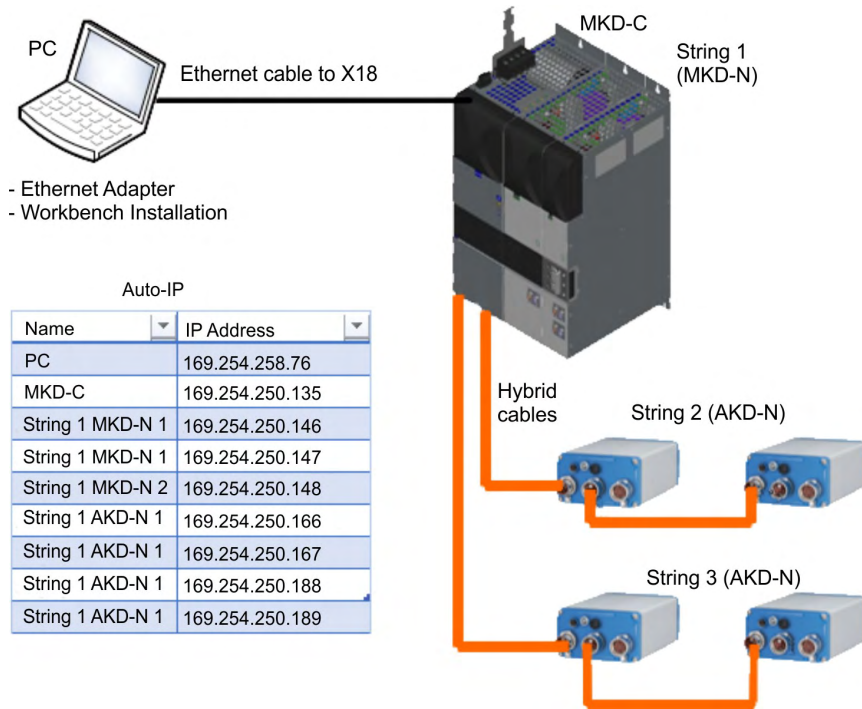 PC
Ethernet cable to X18
MKD-C
String 1
(MKD-N)
- Ethernet Adapter
- Workbench Installation
Auto-IP
Name IP Address
PC 169.254.258.76
MKD-C 169.254.250.135
String 1 MKD-N 1 169.254.250.146
String 1 MKD-N 1 169.254.250.147
String 1 MKD-N 2 169.254.250.148
String 1 AKD-N 1 169.254.250.166
String 1 AKD-N 1 169.254.250.167
String 1 AKD-N 1 169.254.250.188
String 1 AKD-N 1 169.254.250.189
Hybrid
cables
String 2 (AKD-N)
String 3 (AKD-N)